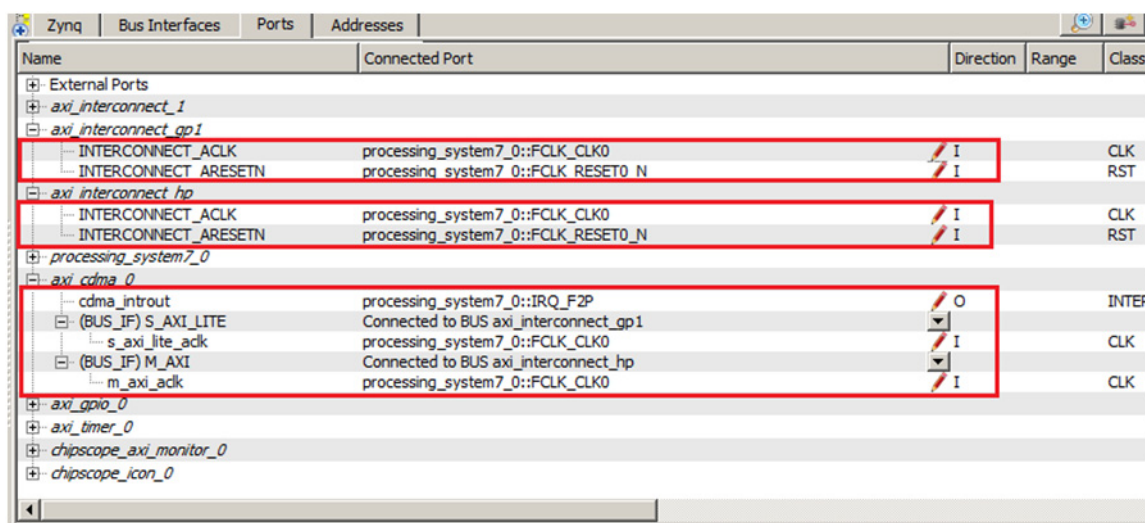 Zynq Bus Interfaces Ports Addresses
Name Connected Port Direction Range Class
External Ports
axi_interconnect_1
axi_interconnect_gp1
INTERCONNECT_ACLK processing_system7_0::FCLK_CLK0 I CLK
INTERCONNECT_ARESETN processing_system7_0::FCLK_RESET0_N I RST
axi_interconnect_hp
INTERCONNECT_ACLK processing_system7_0::FCLK_CLK0 I CLK
INTERCONNECT_ARESETN processing_system7_0::FCLK_RESET0_N I RST
processing_system7_0
axi_cdma_0
cdma_introut processing_system7_0::IRQ_F2P O INTER
(BUS_IF) S_AXI_LITE Connected to BUS axi_interconnect_gp1
s_axi_lite_aclk processing_system7_0::FCLK_CLK0 I CLK
(BUS_IF) M_AXI Connected to BUS axi_interconnect_hp
m_axi_aclk processing_system7_0::FCLK_CLK0 I CLK
axi_gpio_0
axi_timer_0
chipscope_axi_monitor_0
chipscope_icon_0